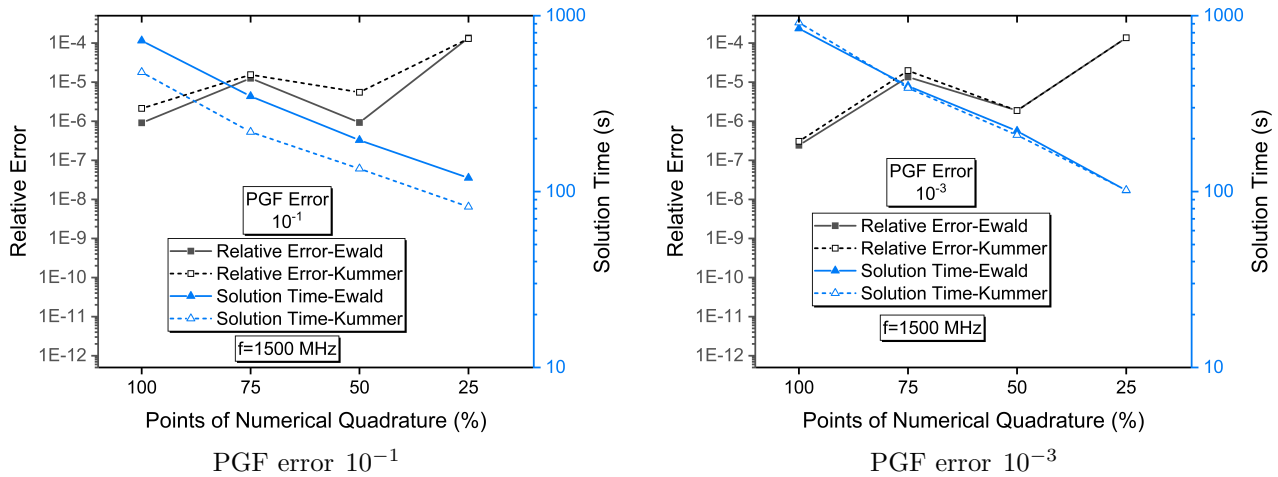 1E-4
1E-5
1E-6
1E-7
1E-8
1E-9
1E-10
1E-11
1E-12
Relative Error
1000
100
10
Solution Time (s)
PGF Error
10⁻¹
Relative Error-Ewald
Relative Error-Kummer
Solution Time-Ewald
Solution Time-Kummer
f=1500 MHz
100 75 50 25
Points of Numerical Quadrature (%)
PGF error 10⁻¹
1E-4
1E-5
1E-6
1E-7
1E-8
1E-9
1E-10
1E-11
1E-12
Relative Error
1000
100
10
Solution Time (s)
PGF Error
10⁻³
Relative Error-Ewald
Relative Error-Kummer
Solution Time-Ewald
Solution Time-Kummer
f=1500 MHz
100 75 50 25
Points of Numerical Quadrature (%)
PGF error 10⁻³